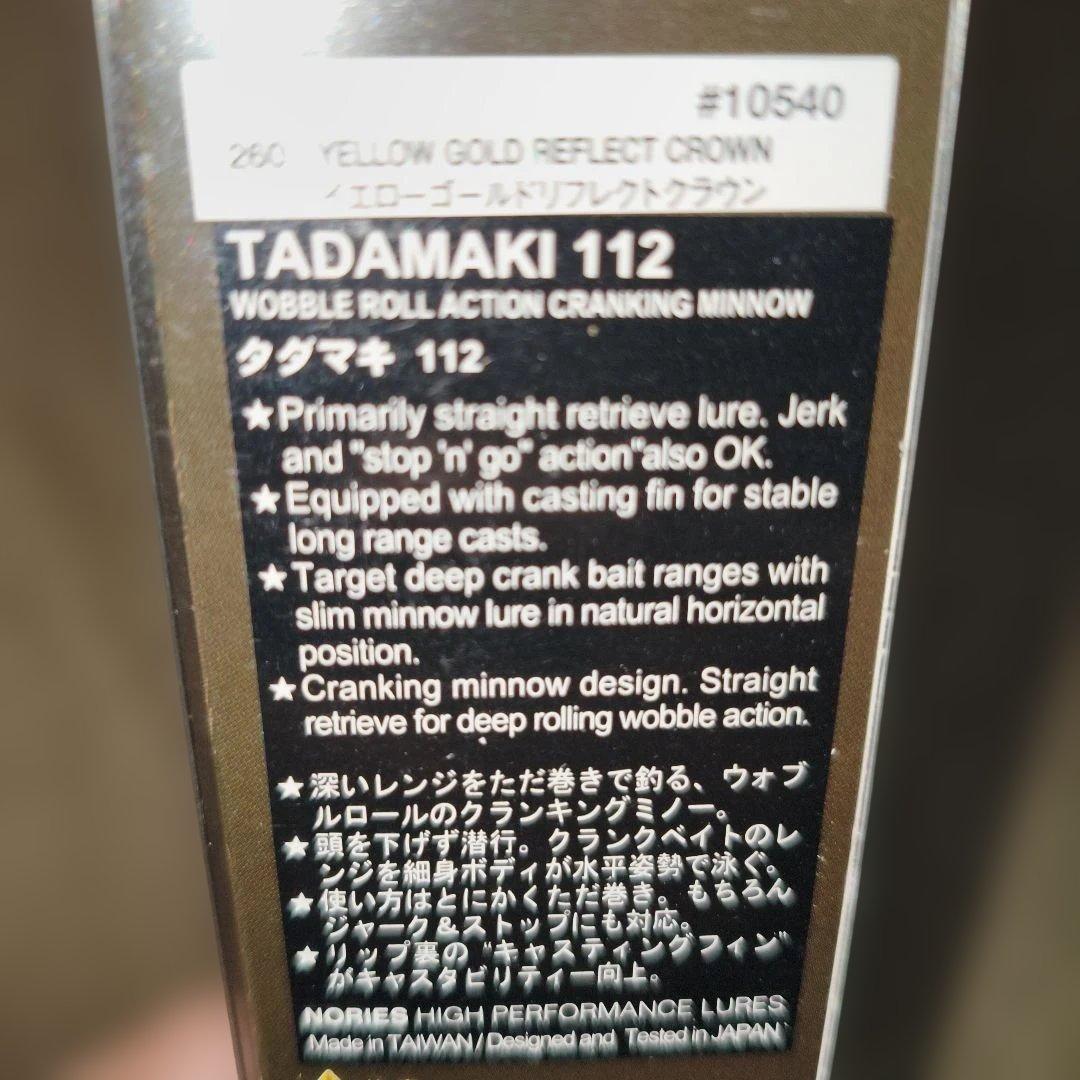 #10540
260 YELLOW GOLD REFLECT CROWN
イエローゴールドリフレクトクラウン
TADAMAKI 112
WOBBLE ROLL ACTION CRANKING MINNOW
タダマキ 112
★Primarily straight retrieve lure. Jerk
and "stop 'n' go" action"also OK.
★Equipped with casting fin for stable
long range casts.
★Target deep crank bait ranges with
slim minnow lure in natural horizontal
position.
★Cranking minnow design. Straight
retrieve for deep rolling wobble action.
★深いレンジをただ巻きで釣る、ウォブ
ルロールのクランキングミノー。
★頭を下げず潜行。クランクベイトのレ
ンジを細身ボディが水平姿勢で泳ぐ。
★使い方はとにかくただ巻き。もちろん
ジャーク＆ストップにも対応。
★リップ裏の“キャスティングフィン”
がキャスタビリティー向上。
NORIES HIGH PERFORMANCE LURES
Made in TAIWAN / Designed and Tested in JAPAN